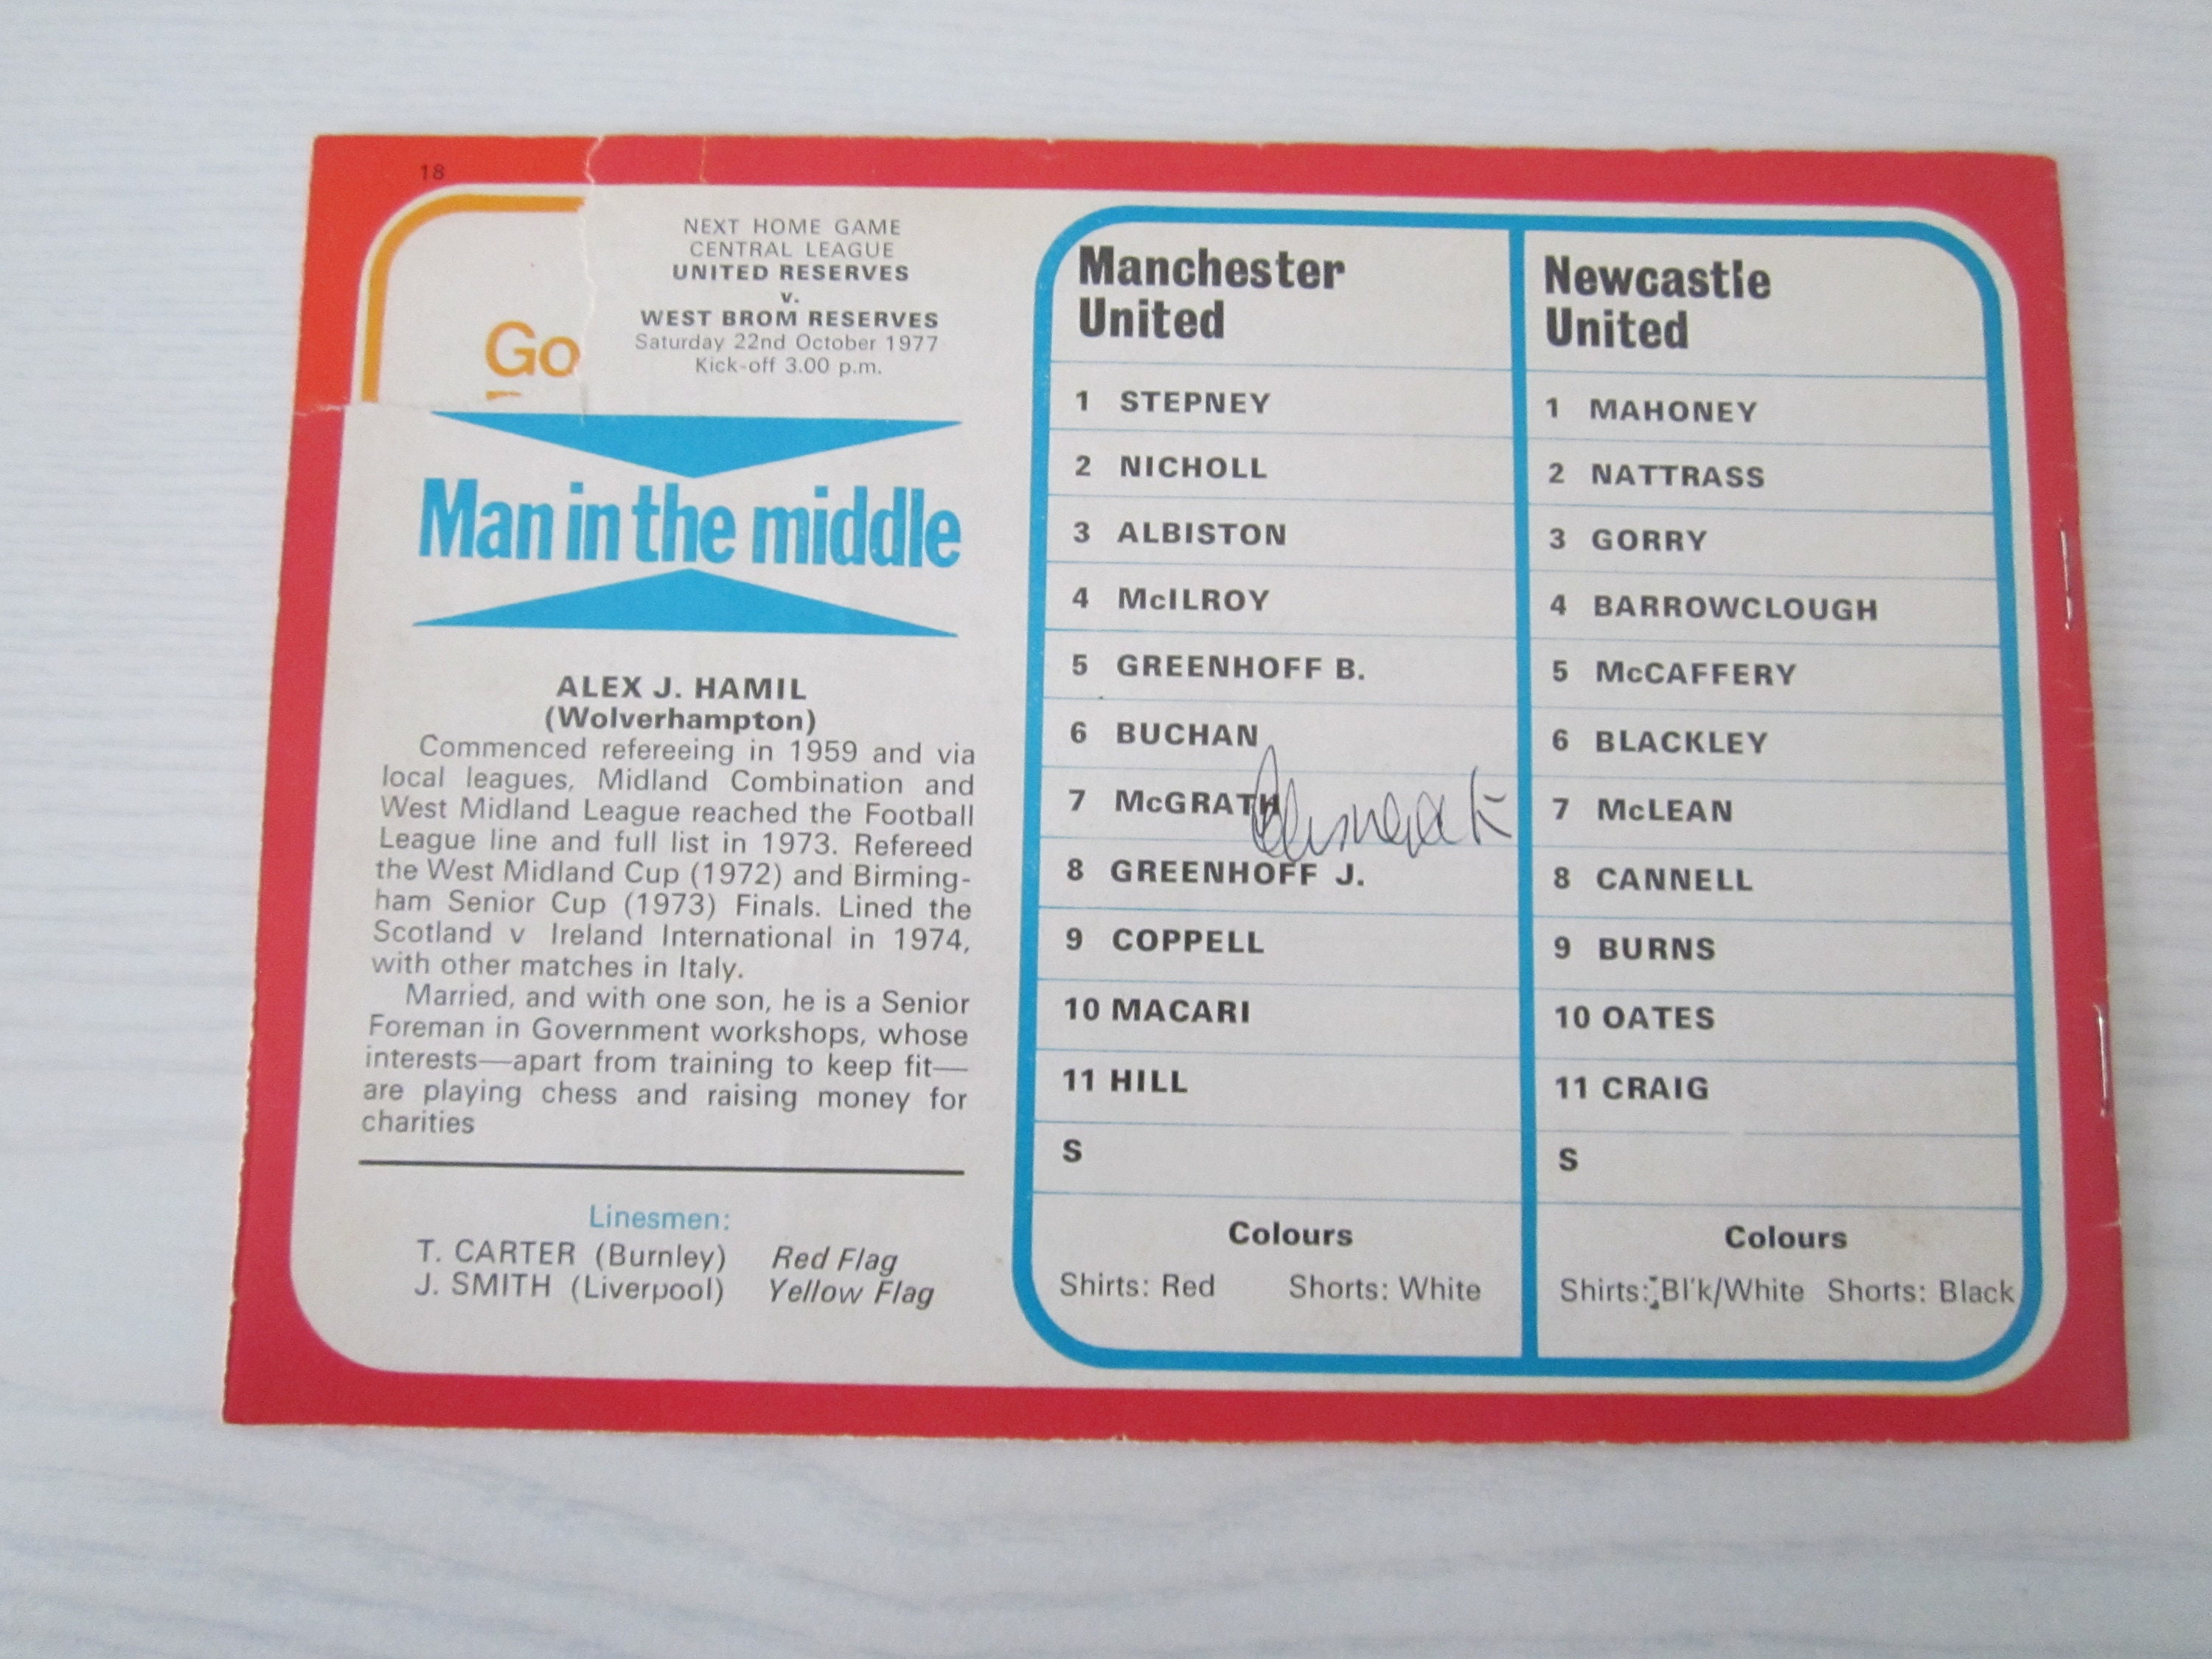 18
Go
NEXT HOME GAME
CENTRAL LEAGUE
UNITED RESERVES
v.
WEST BROM RESERVES
Saturday 22nd October 1977
Kick-off 3.00 p.m.
Man in the middle
ALEX J. HAMIL
(Wolverhampton)
Commenced refereeing in 1959 and via
local leagues, Midland Combination and
West Midland League reached the Football
League line and full list in 1973. Refereed
the West Midland Cup (1972) and Birming-
ham Senior Cup (1973) Finals. Lined the
Scotland v Ireland International in 1974,
with other matches in Italy.
Married, and with one son, he is a Senior
Foreman in Government workshops, whose
interests—apart from training to keep fit—
are playing chess and raising money for
charities
Linesmen:
T. CARTER (Burnley) Red Flag
J. SMITH (Liverpool) Yellow Flag
Manchester
United
1 STEPNEY
2 NICHOLL
3 ALBISTON
4 McILROY
5 GREENHOFF B.
6 BUCHAN
7 McGRATH
8 GREENHOFF J.
9 COPPELL
10 MACARI
11 HILL
S
Colours
Shirts: Red Shorts: White
Newcastle
United
1 MAHONEY
2 NATTRASS
3 GORRY
4 BARROWCLOUGH
5 McCAFFERY
6 BLACKLEY
7 McLEAN
8 CANNELL
9 BURNS
10 OATES
11 CRAIG
S
Colours
Shirts: Bl'k/White Shorts: Black